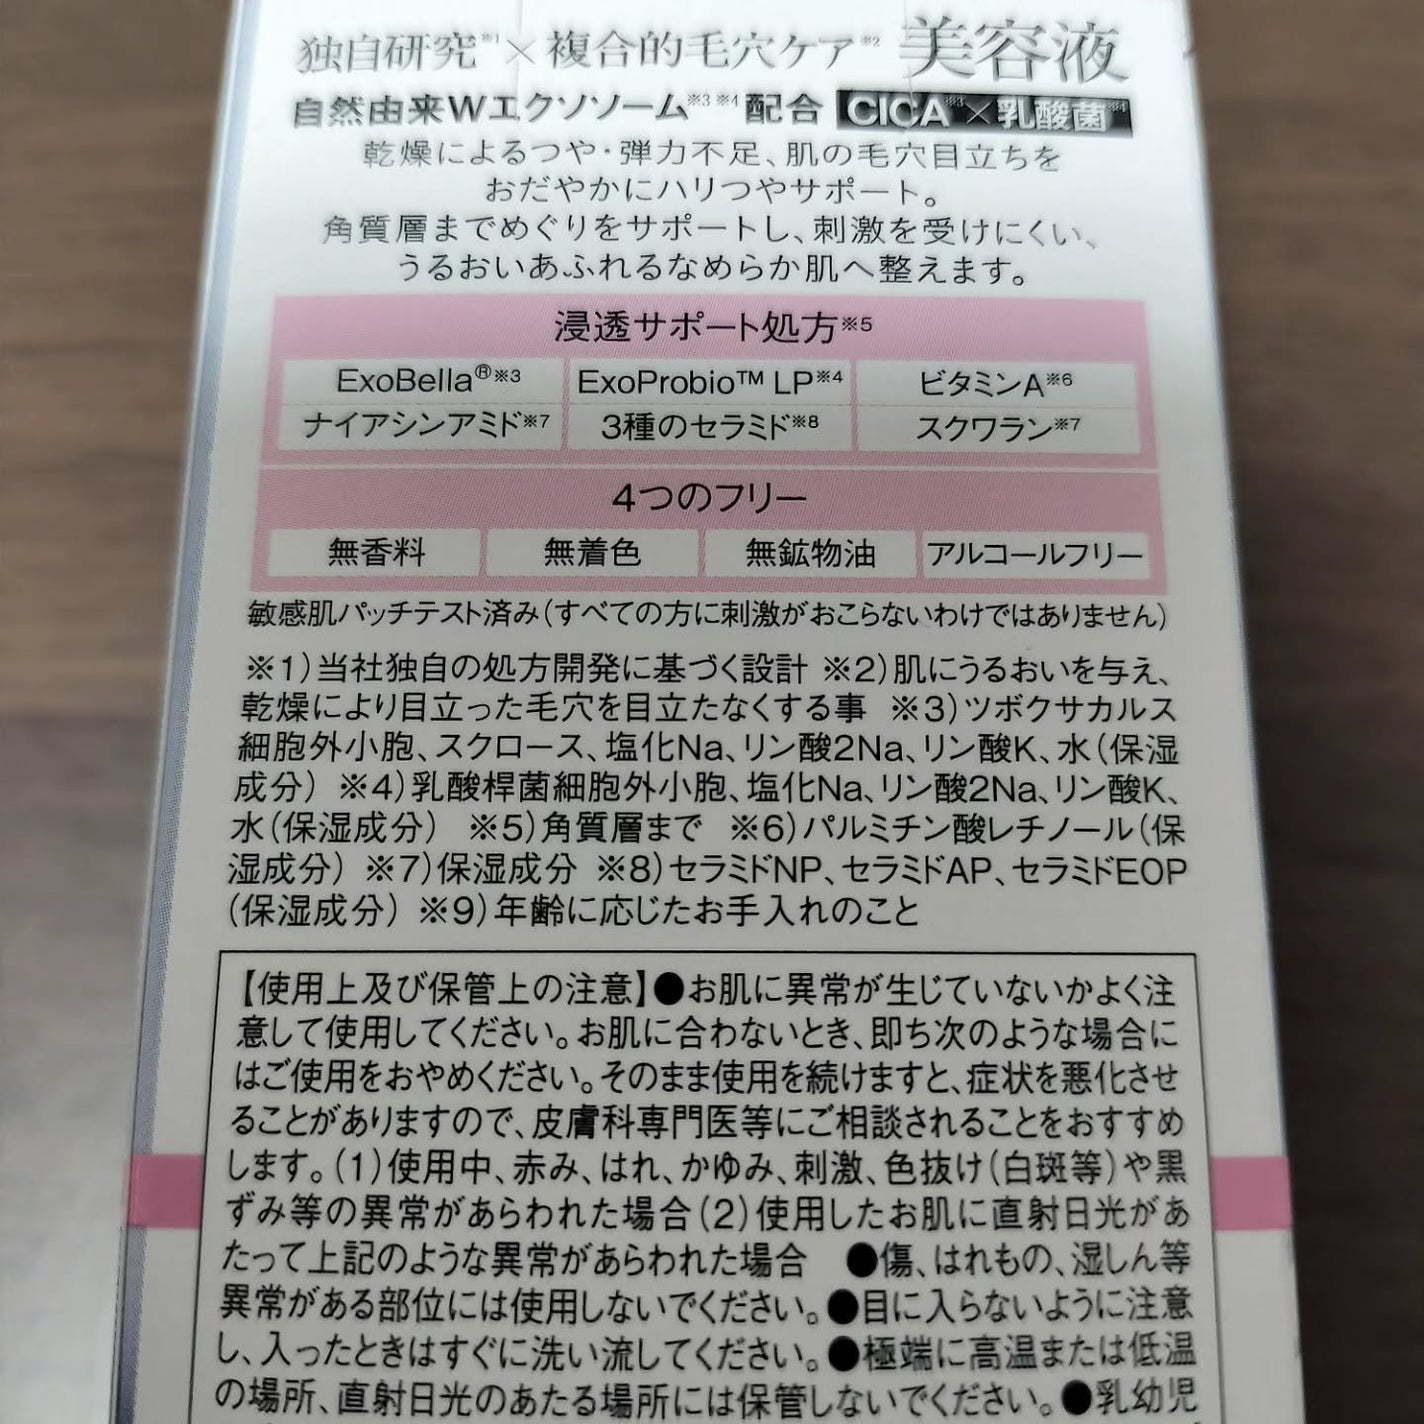 独自研究※1×複合的毛穴ケア※2 美容液
自然由来Wエクソソーム※3 ※4 配合 CICA※3×乳酸菌※4
乾燥によるつや・弾力不足、肌の毛穴目立ちを
おだやかにハリつやサポート。
角質層までめぐりをサポートし、刺激を受けにくい、
うるおいあふれるなめらか肌へ整えます。
浸透サポート処方※5
ExoBella®※3 ExoProbio™ LP※4 ビタミンA※6
ナイアシンアミド※7 3種のセラミド※8 スクワラン※7
4つのフリー
無香料 無着色 無鉱物油 アルコールフリー
敏感肌パッチテスト済み(すべての方に刺激がおこらないわけではありません)
※1)当社独自の処方開発に基づく設計 ※2)肌にうるおいを与え、
乾燥により目立った毛穴を目立たなくする事 ※3)ツボクサカルス
細胞外小胞、スクロース、塩化Na、リン酸2Na、リン酸K、水(保湿
成分) ※4)乳酸桿菌細胞外小胞、塩化Na、リン酸2Na、リン酸K、
水(保湿成分) ※5)角質層まで ※6)パルミチン酸レチノール(保
湿成分) ※7)保湿成分 ※8)セラミドNP、セラミドAP、セラミドEOP
(保湿成分) ※9)年齢に応じたお手入れのこと
【使用上及び保管上の注意】●お肌に異常が生じていないかよく注
意して使用してください。お肌に合わないとき、即ち次のような場合に
はご使用をおやめください。そのまま使用を続けますと、症状を悪化させ
ることがありますので、皮膚科専門医等にご相談されることをおすすめ
します。(1)使用中、赤み、はれ、かゆみ、刺激、色抜け(白斑等)や黒
ずみ等の異常があらわれた場合(2)使用したお肌に直射日光があ
たって上記のような異常があらわれた場合 ●傷、はれもの、湿しん等
異常がある部位には使用しないでください。●目に入らないように注意
し、入ったときはすぐに洗い流してください。●極端に高温または低温
の場所、直射日光のあたる場所には保管しないでください。●乳幼児